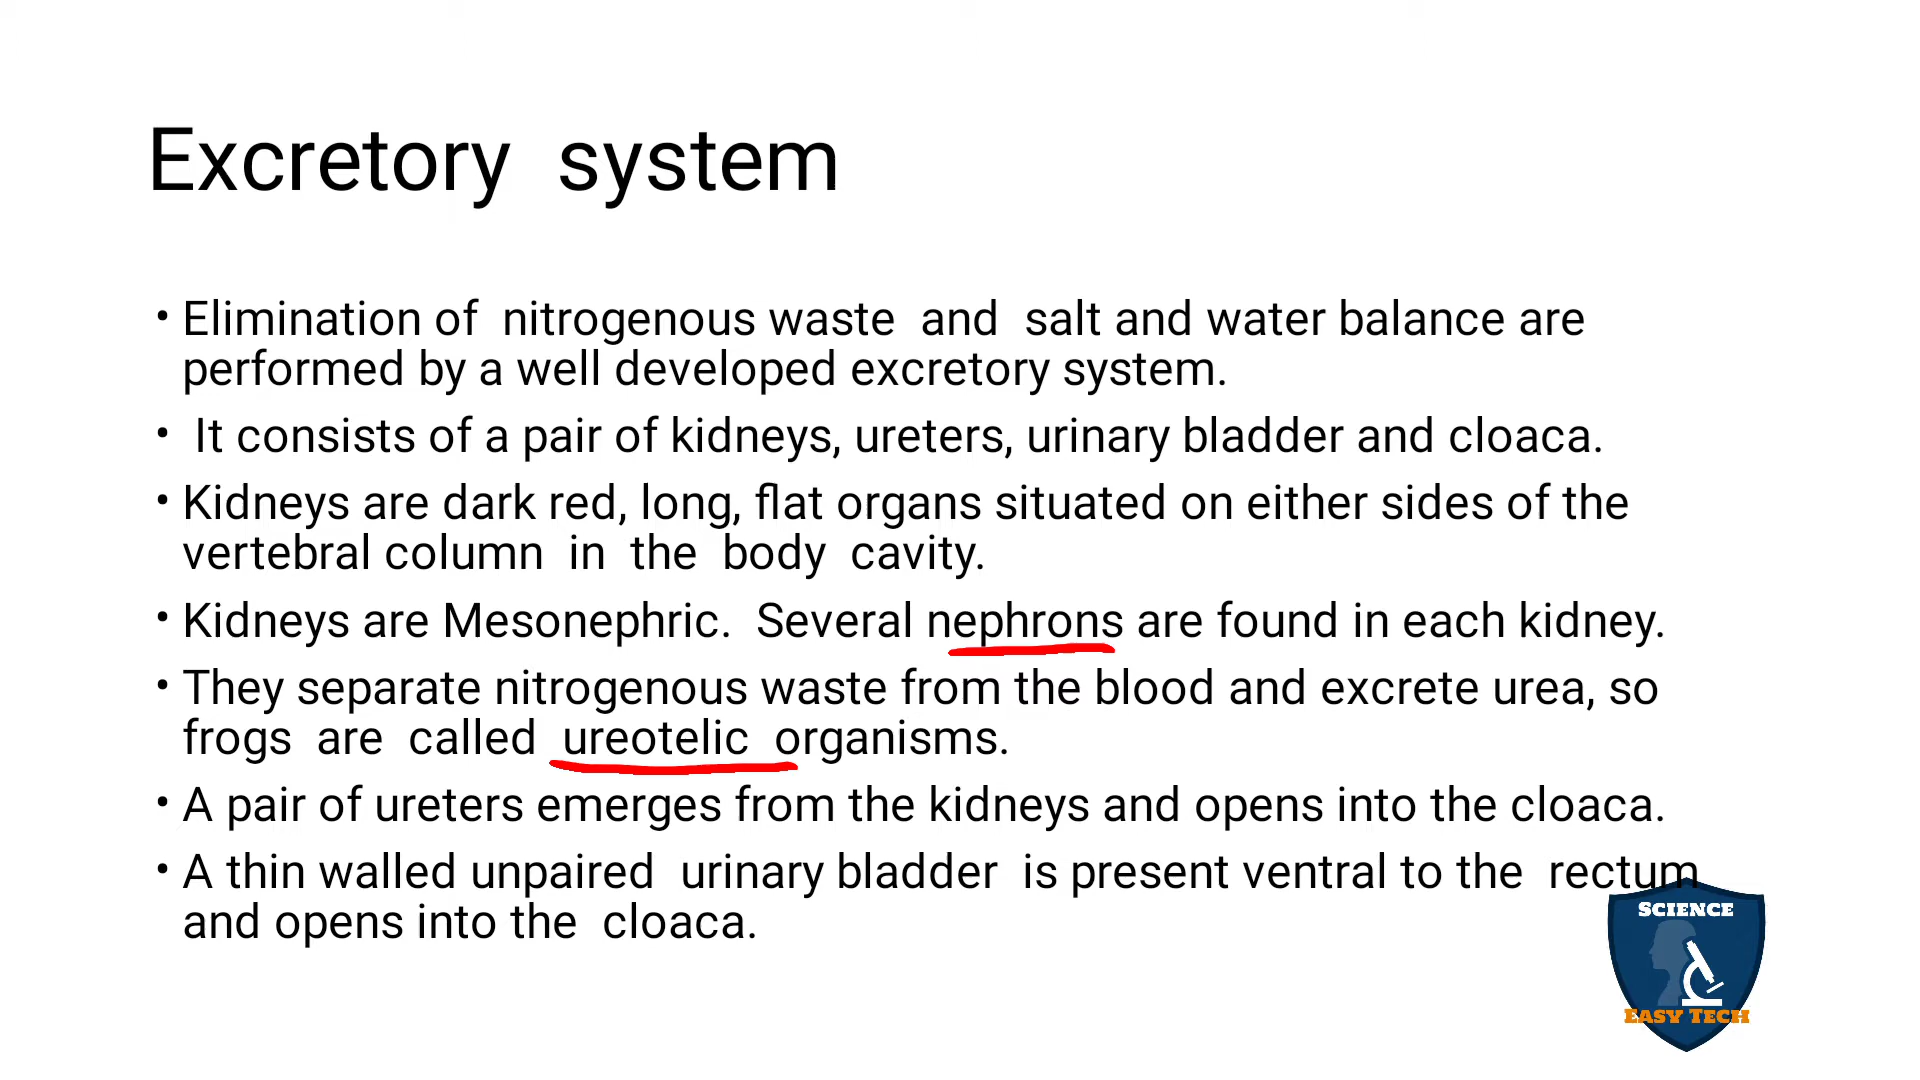 Excretory system
• Elimination of nitrogenous waste and salt and water balance are
performed by a well developed excretory system.
• It consists of a pair of kidneys, ureters, urinary bladder and cloaca.
• Kidneys are dark red, long, flat organs situated on either sides of the
vertebral column in the body cavity.
• Kidneys are Mesonephric. Several nephrons are found in each kidney.
• They separate nitrogenous waste from the blood and excrete urea, so
frogs are called ureotelic organisms.
• A pair of ureters emerges from the kidneys and opens into the cloaca.
• A thin walled unpaired urinary bladder is present ventral to the rectum
and opens into the cloaca.
SCIENCE
EASY TECH